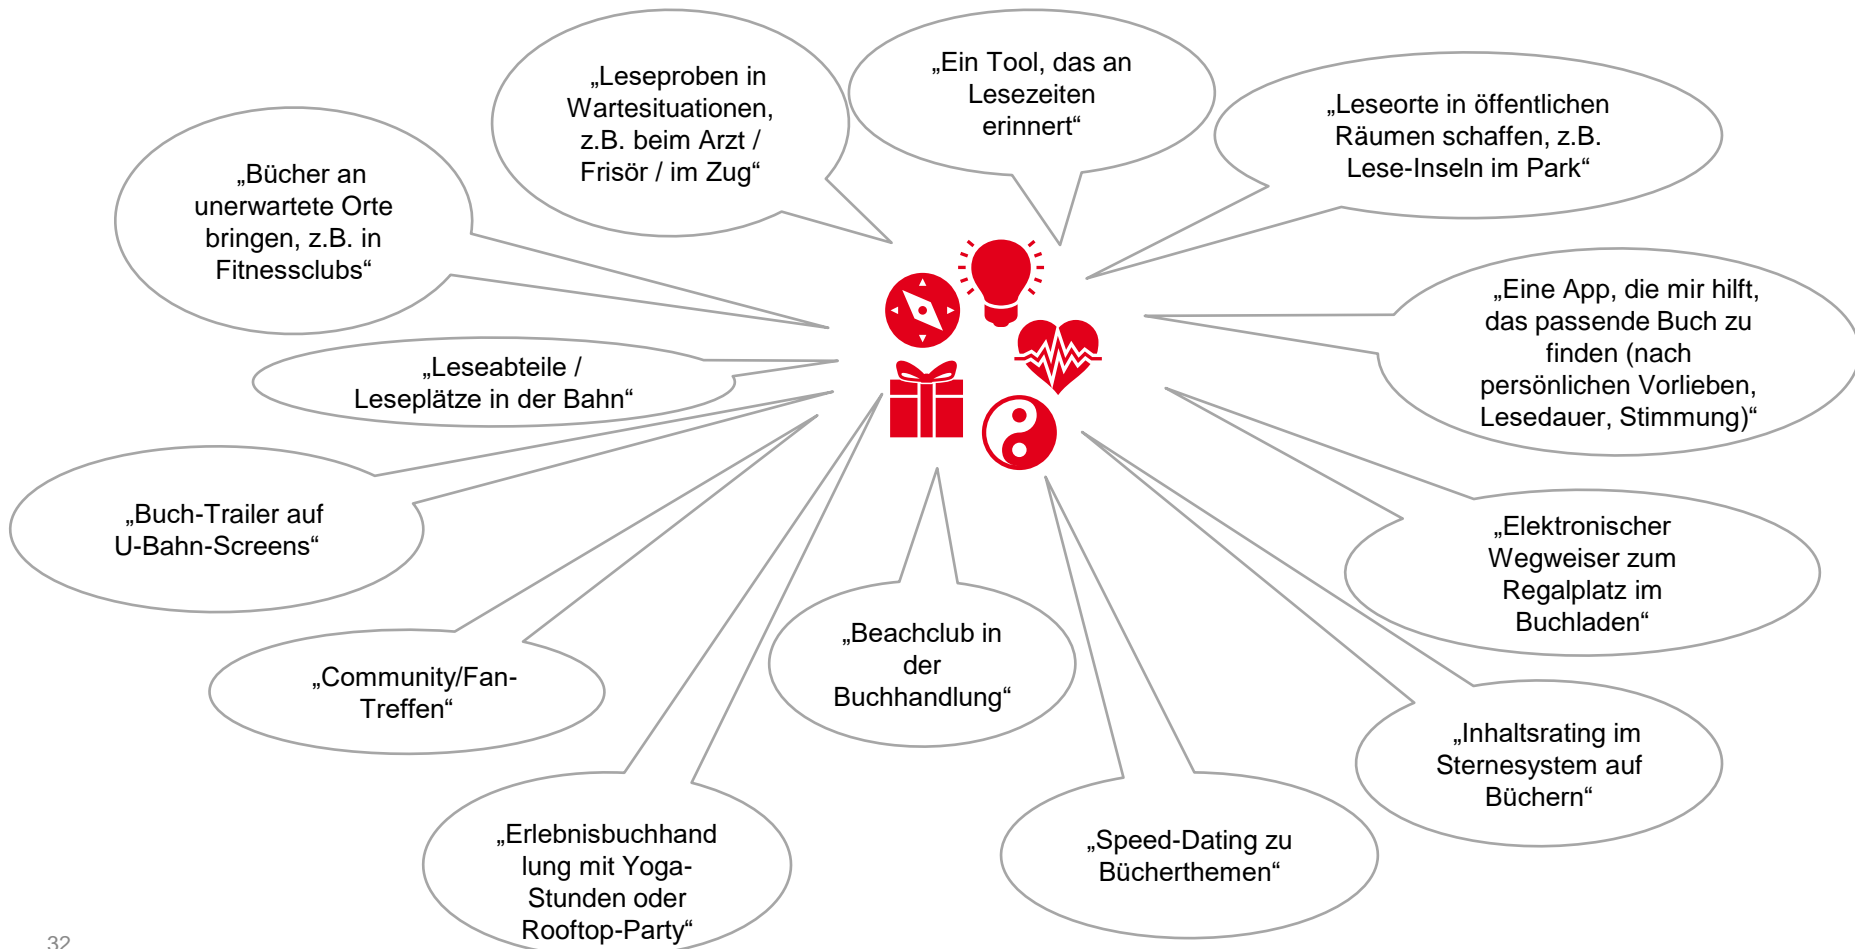 „Leseproben in
Wartesituationen,
z.B. beim Arzt /
Frisör / im Zug“
„Ein Tool, das an
Lesezeiten
erinnert“
„Leseorte in öffentlichen
Räumen schaffen, z.B.
Lese-Inseln im Park“
„Bücher an
unerwartete Orte
bringen, z.B. in
Fitnessclubs“
„Eine App, die mir hilft,
das passende Buch zu
finden (nach
persönlichen Vorlieben,
Lesedauer, Stimmung)“
„Leseabteile /
Leseplätze in der Bahn“
„Buch-Trailer auf
U-Bahn-Screens“
„Elektronischer
Wegweiser zum
Regalplatz im
Buchladen“
„Community/Fan-
Treffen“
„Beachclub in
der
Buchhandlung“
„Inhaltsrating im
Sternesystem auf
Büchern“
„Erlebnisbuchhand
lung mit Yoga-
Stunden oder
Rooftop-Party“
„Speed-Dating zu
Bücherthemen“
32